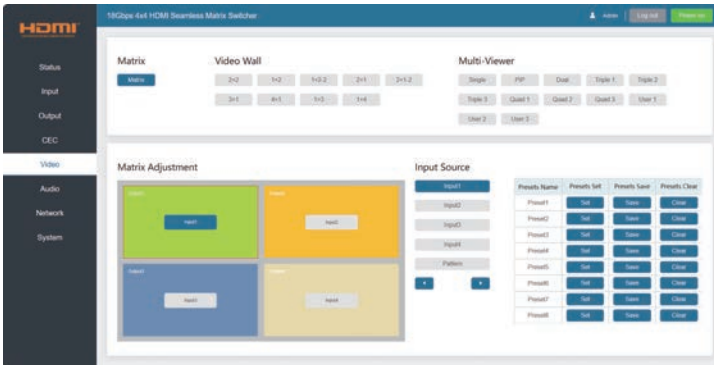 HDMI
18Gbps 4x4 HDMI Seamless Matrix Switcher
Admin
Log out
Power on
Status
Input
Output
CEC
Video
Audio
Network
System
Matrix
Matrix
Video Wall
2×2 1×2 1×2-2 2×1 2×1-2
3×1 4×1 1×3 1×4
Multi-Viewer
Single PIP Dual Triple 1 Triple 2
Triple 3 Quad 1 Quad 2 Quad 3 User 1
User 2 User 3
Matrix Adjustment
Input1
Input2
Input3
Input4
Input Source
Input1
Input2
Input3
Input4
Pattern
Presets Name Presets Set Presets Save Presets Clear
Preset1 Set Save Clear
Preset2 Set Save Clear
Preset3 Set Save Clear
Preset4 Set Save Clear
Preset5 Set Save Clear
Preset6 Set Save Clear
Preset7 Set Save Clear
Preset8 Set Save Clear